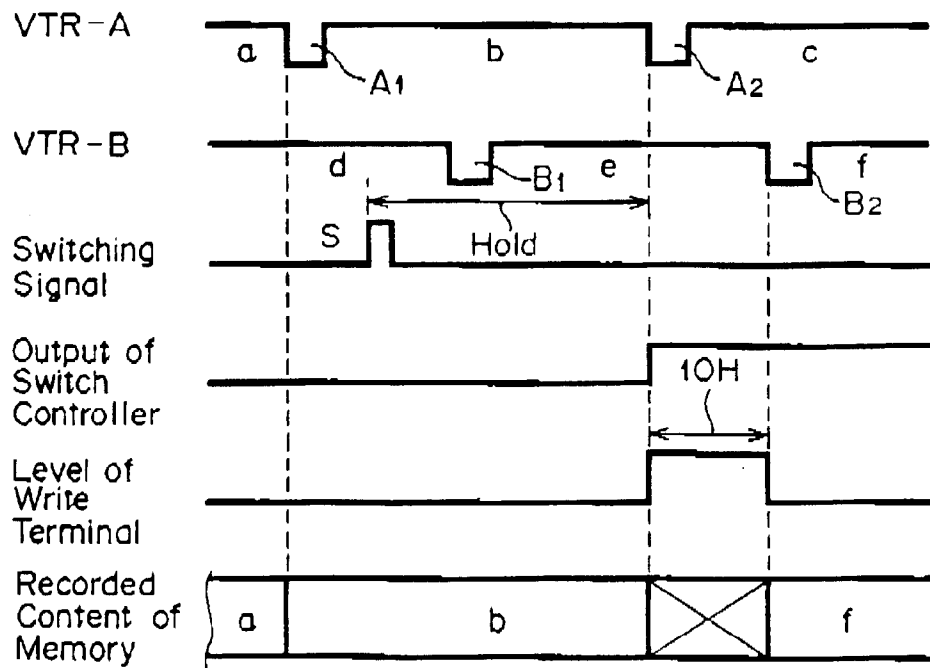 VTR-A
a
A1
b
A2
c
VTR-B
d
B1
e
B2
f
Switching
Signal
S
Hold
Output of
Switch
Controller
10H
Level of
Write
Terminal
Recorded
Content of
Memory
a
b
f